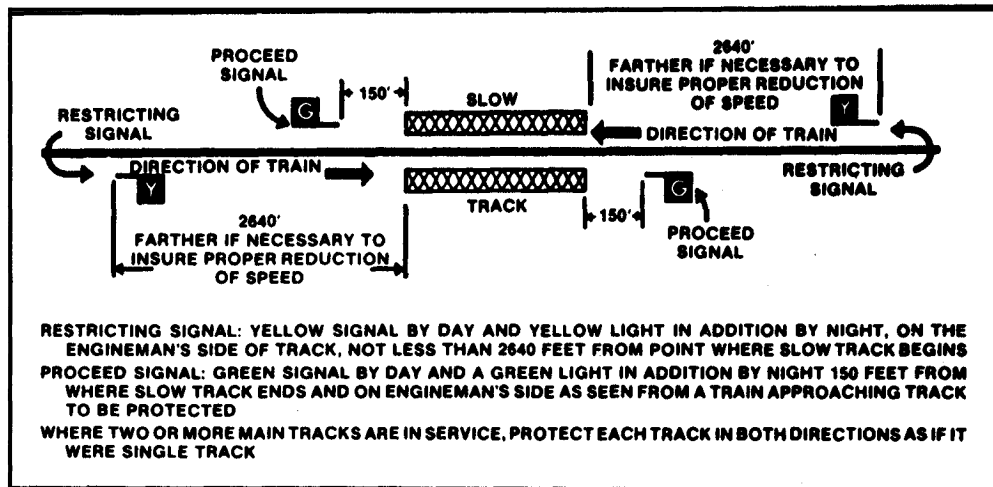 PROCEED
SIGNAL
150'
SLOW
2640'
FARTHER IF NECESSARY TO
INSURE PROPER REDUCTION
OF SPEED
G
Y
RESTRICTING
SIGNAL
DIRECTION OF TRAIN
DIRECTION OF TRAIN
Y
TRACK
RESTRICTING
SIGNAL
G
150'
PROCEED
SIGNAL
2640'
FARTHER IF NECESSARY TO
INSURE PROPER REDUCTION
OF SPEED
RESTRICTING SIGNAL: YELLOW SIGNAL BY DAY AND YELLOW LIGHT IN ADDITION BY NIGHT, ON THE
ENGINEMAN'S SIDE OF TRACK, NOT LESS THAN 2640 FEET FROM POINT WHERE SLOW TRACK BEGINS
PROCEED SIGNAL: GREEN SIGNAL BY DAY AND A GREEN LIGHT IN ADDITION BY NIGHT 150 FEET FROM
WHERE SLOW TRACK ENDS AND ON ENGINEMAN'S SIDE AS SEEN FROM A TRAIN APPROACHING TRACK
TO BE PROTECTED
WHERE TWO OR MORE MAIN TRACKS ARE IN SERVICE, PROTECT EACH TRACK IN BOTH DIRECTIONS AS IF IT
WERE SINGLE TRACK